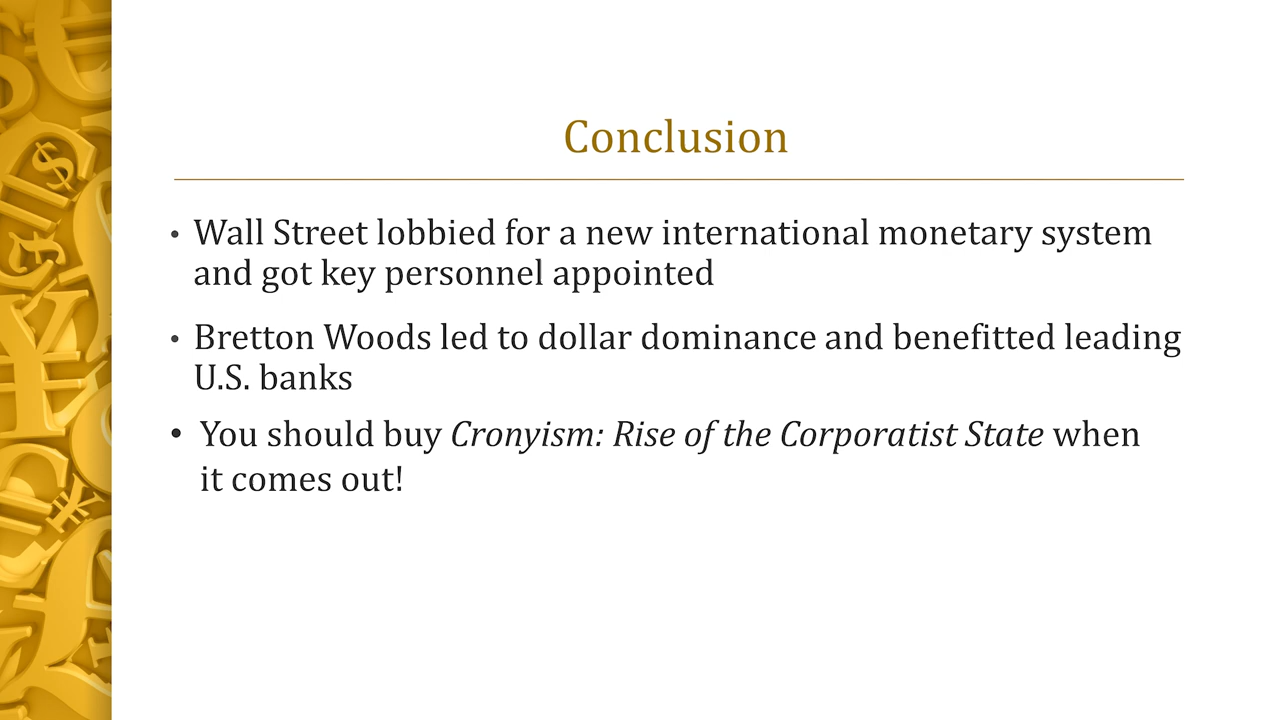 Conclusion
• Wall Street lobbied for a new international monetary system
and got key personnel appointed
• Bretton Woods led to dollar dominance and benefitted leading
U.S. banks
• You should buy Cronyism: Rise of the Corporatist State when
it comes out!